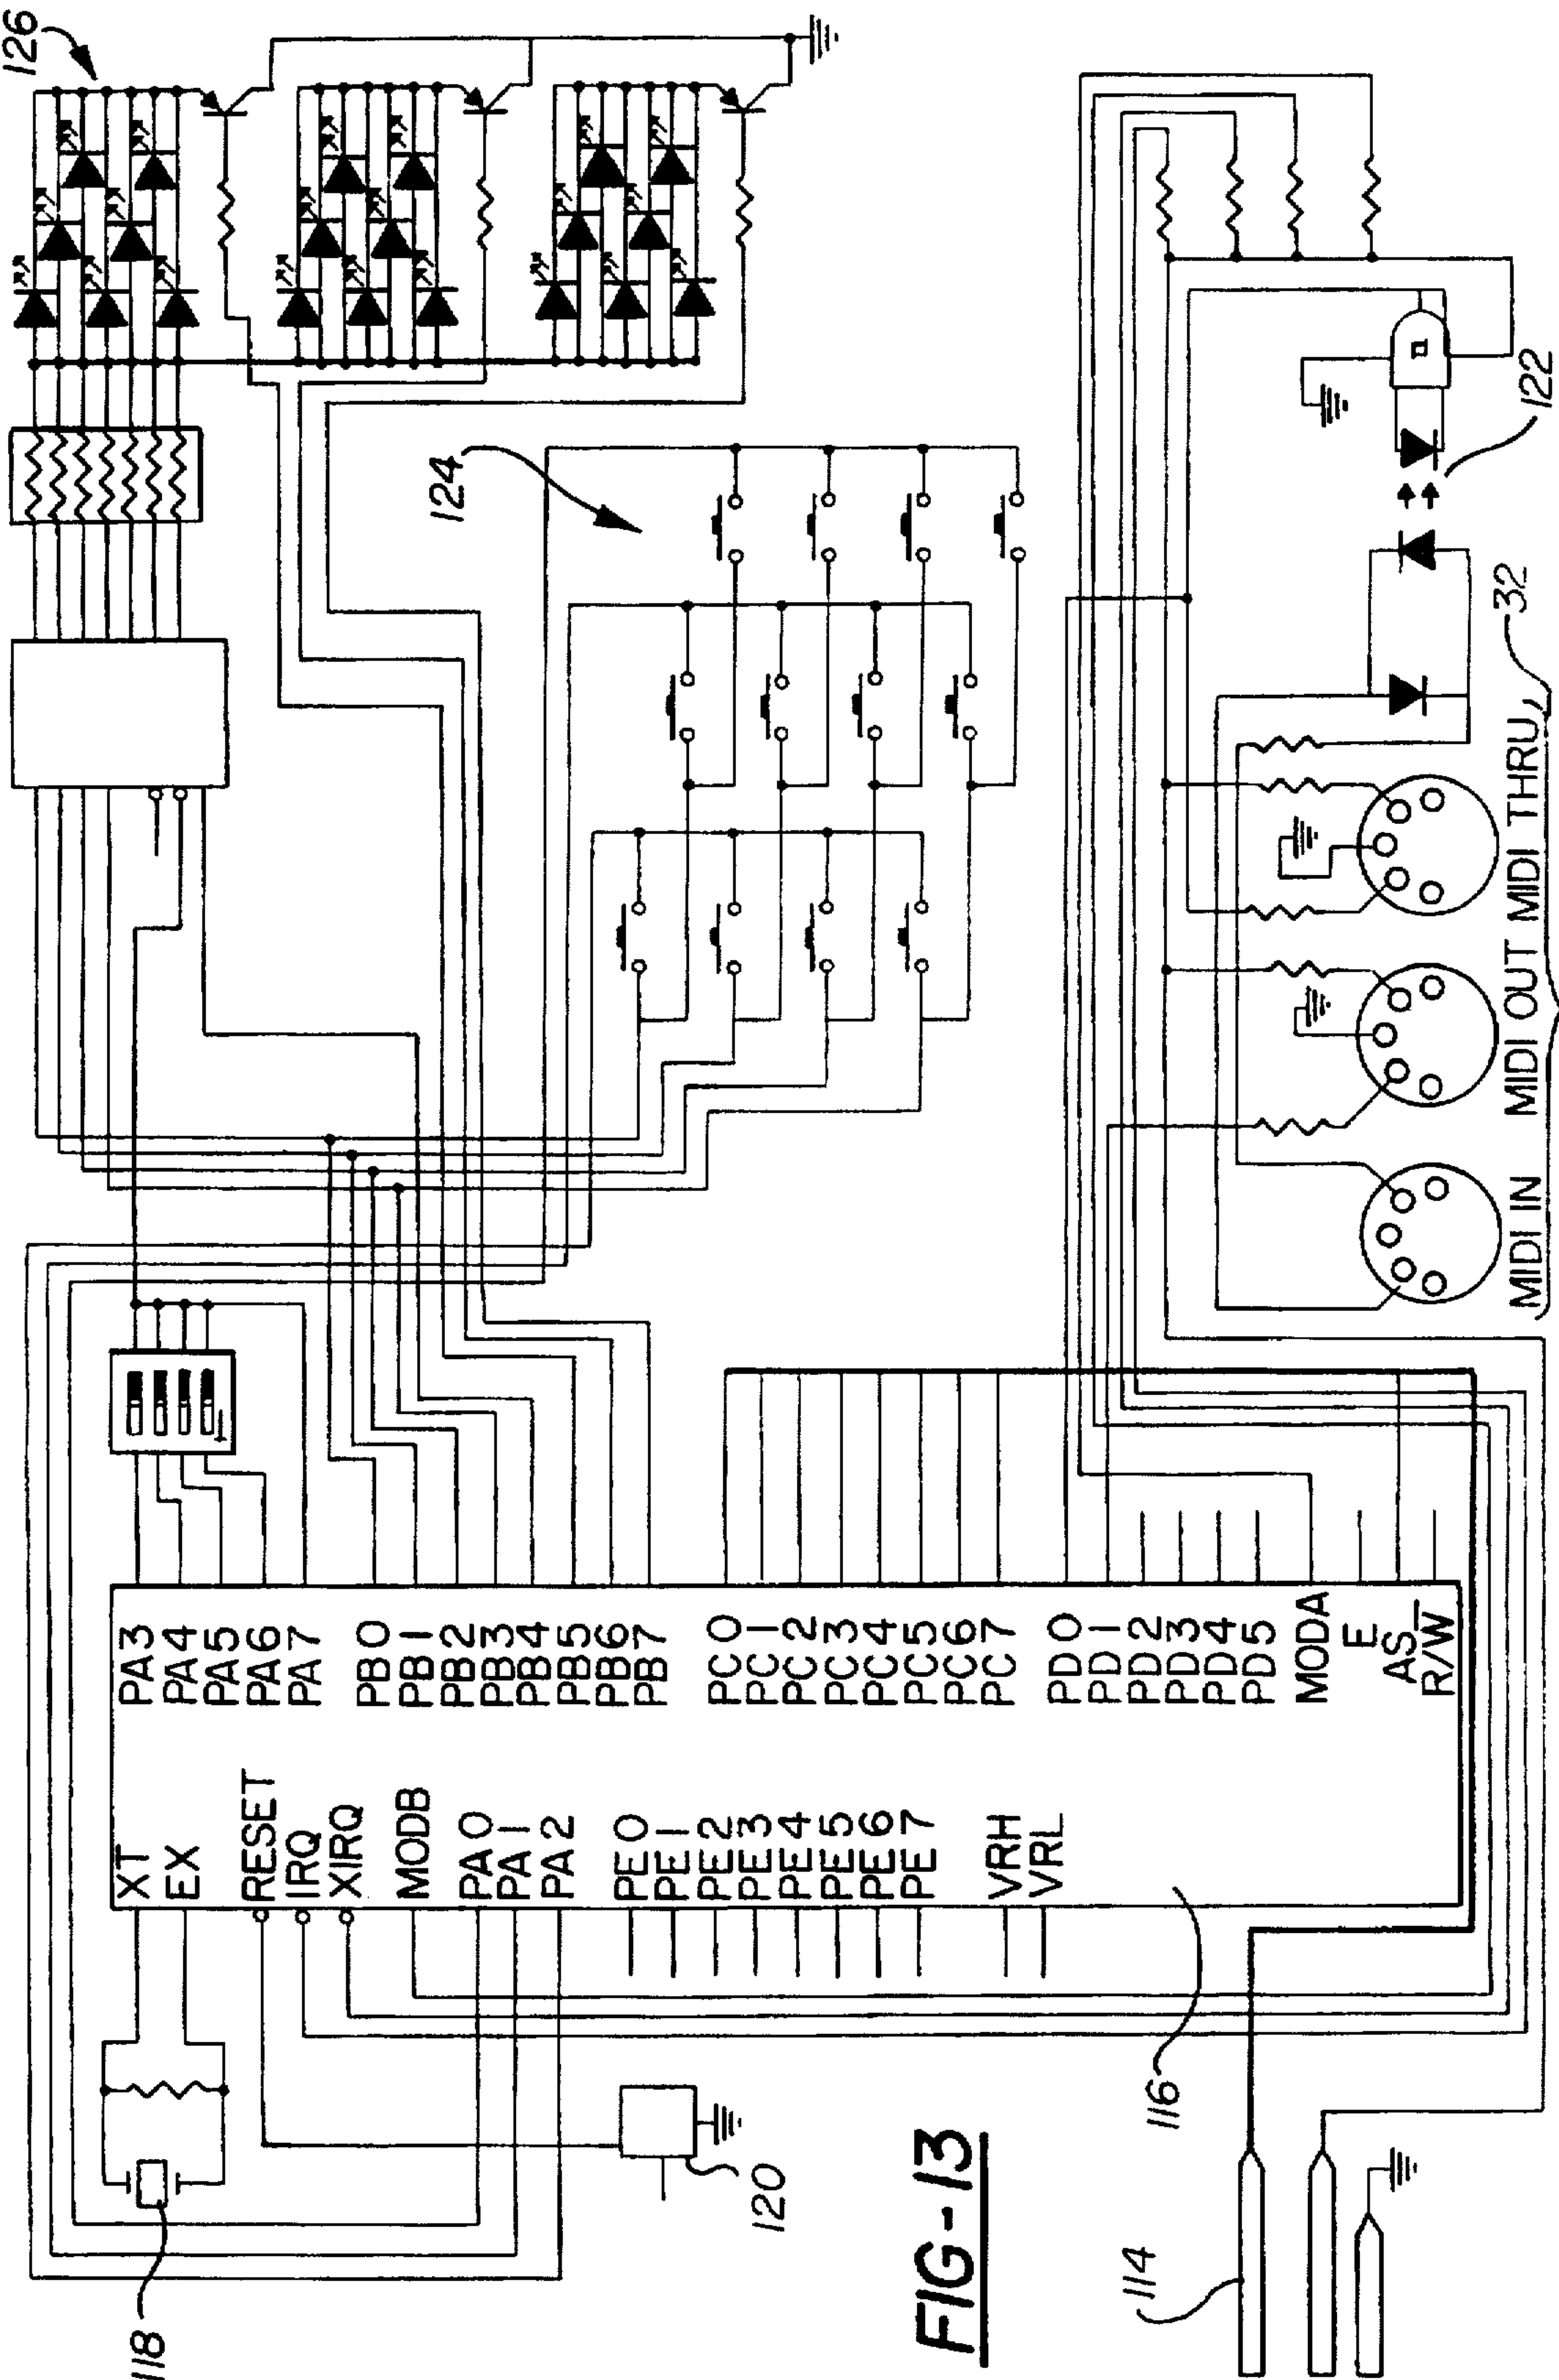 126
124
122
32
MIDI IN
MIDI OUT
MIDI THRU
XT
EX
RESET
IRQ
XIRQ
MODB
PA0
PA1
PA2
PE0
PE1
PE2
PE3
PE4
PE5
PE6
PE7
VRH
VRL
PA3
PA4
PA5
PA6
PA7
PB0
PB1
PB2
PB3
PB4
PB5
PB6
PB7
PC0
PC1
PC2
PC3
PC4
PC5
PC6
PC7
PD0
PD1
PD2
PD3
PD4
PD5
MODA
E
AS
R/W
116
118
120
114
FIG-13